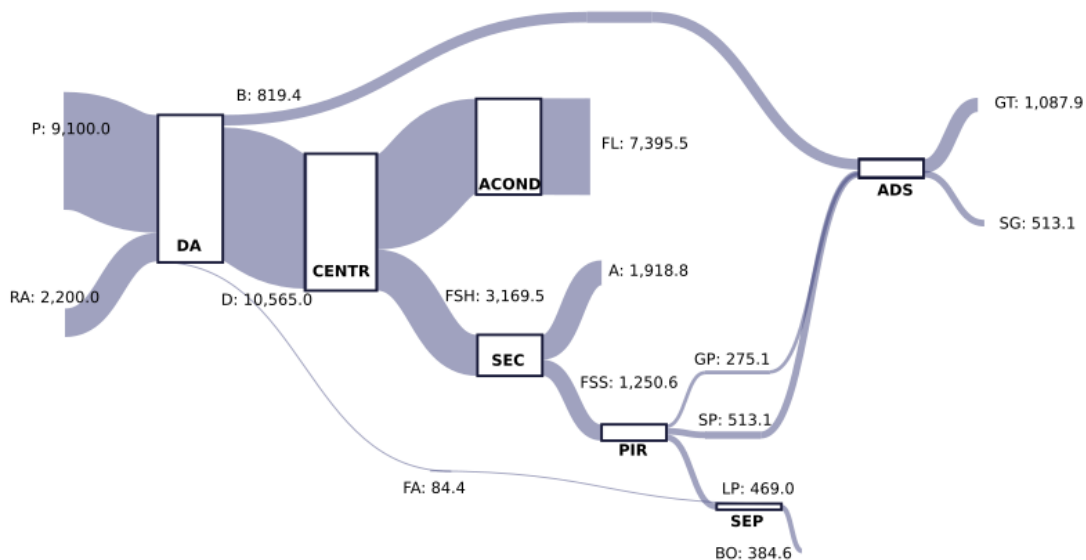 B: 819.4
GT: 1,087.9
P: 9,100.0
FL: 7,395.5
ACOND
ADS
SG: 513.1
DA
CENTR
A: 1,918.8
RA: 2,200.0
D: 10,565.0
FSH: 3,169.5
SEC
GP: 275.1
FSS: 1,250.6
SP: 513.1
PIR
FA: 84.4
LP: 469.0
SEP
BO: 384.6